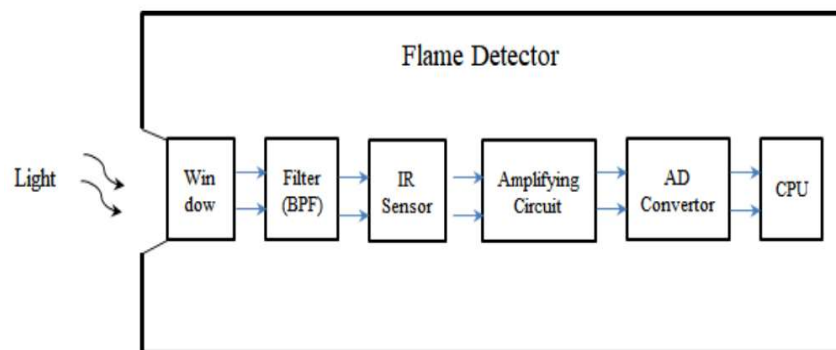 Flame Detector
Light
Win
dow
Filter
(BPF)
IR
Sensor
Amplifying
Circuit
AD
Convertor
CPU